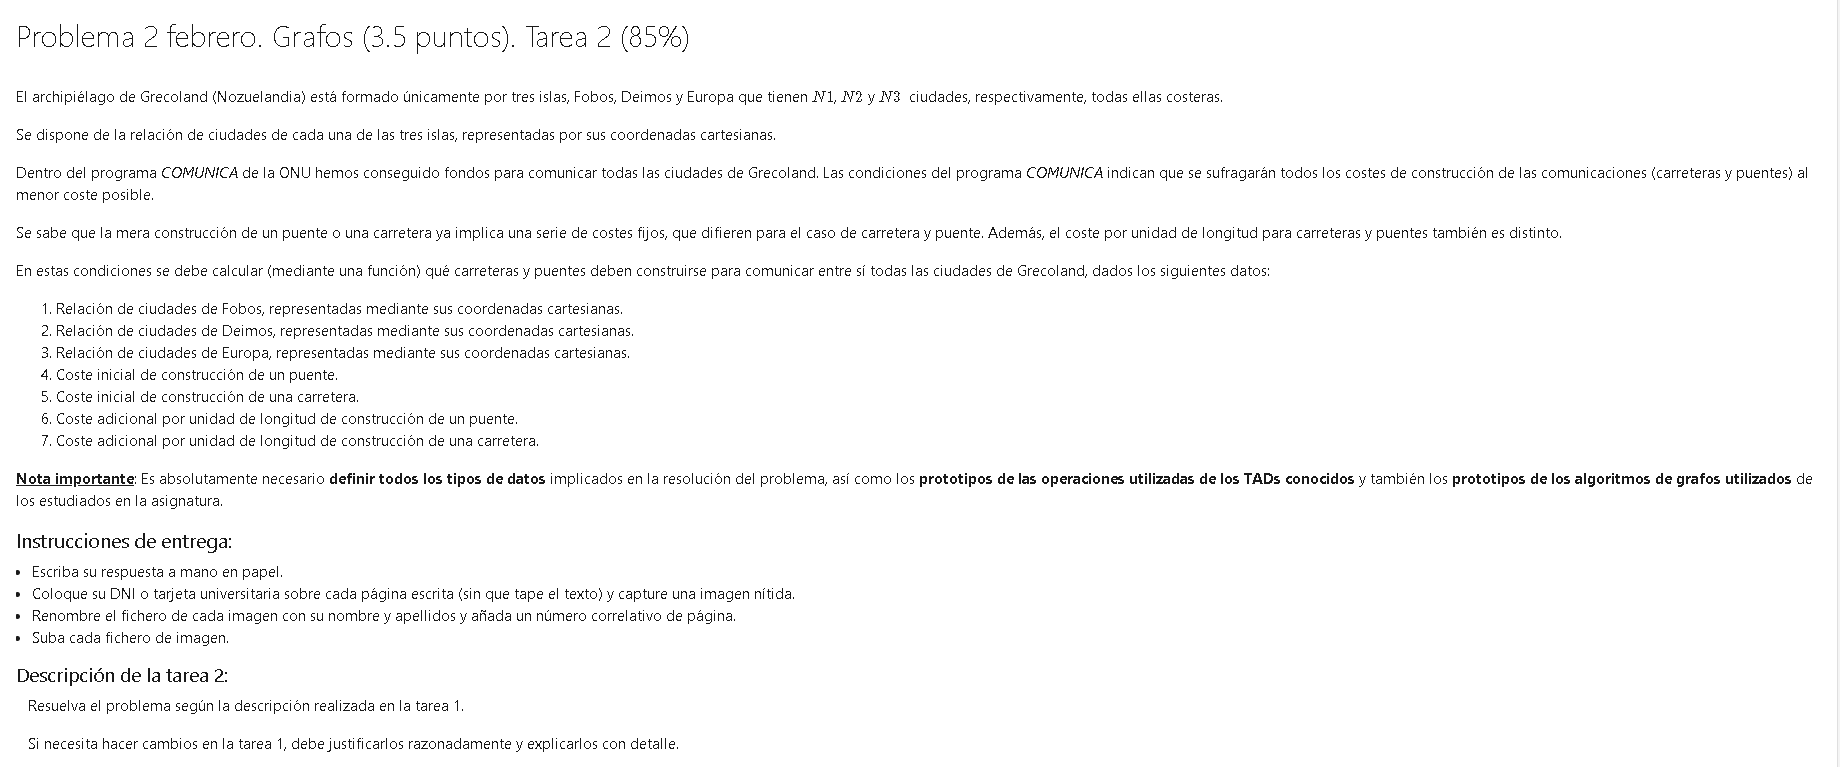 Problema 2 febrero. Grafos (3.5 puntos). Tarea 2 (85%)
El archipiélago de Grecoland (Nozuelandia) está formado únicamente por tres islas, Fobos, Deimos y Europa que tienen N1, N2 y N3 ciudades, respectivamente, todas ellas costeras.
Se dispone de la relación de ciudades de cada una de las tres islas, representadas por sus coordenadas cartesianas.
Dentro del programa COMUNICA de la ONU hemos conseguido fondos para comunicar todas las ciudades de Grecoland. Las condiciones del programa COMUNICA indican que se sufragarán todos los costes de construcción de las comunicaciones (carreteras y puentes) al
menor coste posible.
Se sabe que la mera construcción de un puente o una carretera ya implica una serie de costes fijos, que difieren para el caso de carretera y puente. Además, el coste por unidad de longitud para carreteras y puentes también es distinto.
En estas condiciones se debe calcular (mediante una función) qué carreteras y puentes deben construirse para comunicar entre sí todas las ciudades de Grecoland, dados los siguientes datos:
1. Relación de ciudades de Fobos, representadas mediante sus coordenadas cartesianas.
2. Relación de ciudades de Deimos, representadas mediante sus coordenadas cartesianas.
3. Relación de ciudades de Europa, representadas mediante sus coordenadas cartesianas.
4. Coste inicial de construcción de un puente.
5. Coste inicial de construcción de una carretera.
6. Coste adicional por unidad de longitud de construcción de un puente.
7. Coste adicional por unidad de longitud de construcción de una carretera.
Nota importante: Es absolutamente necesario definir todos los tipos de datos implicados en la resolución del problema, así como los prototipos de las operaciones utilizadas de los TADs conocidos y también los prototipos de los algoritmos de grafos utilizados de
los estudiados en la asignatura.
Instrucciones de entrega:
• Escriba su respuesta a mano en papel.
• Coloque su DNI o tarjeta universitaria sobre cada página escrita (sin que tape el texto) y capture una imagen nítida.
• Renombre el fichero de cada imagen con su nombre y apellidos y añada un número correlativo de página.
• Suba cada fichero de imagen.
Descripción de la tarea 2:
Resuelva el problema según la descripción realizada en la tarea 1.
Si necesita hacer cambios en la tarea 1, debe justificarlos razonadamente y explicarlos con detalle.